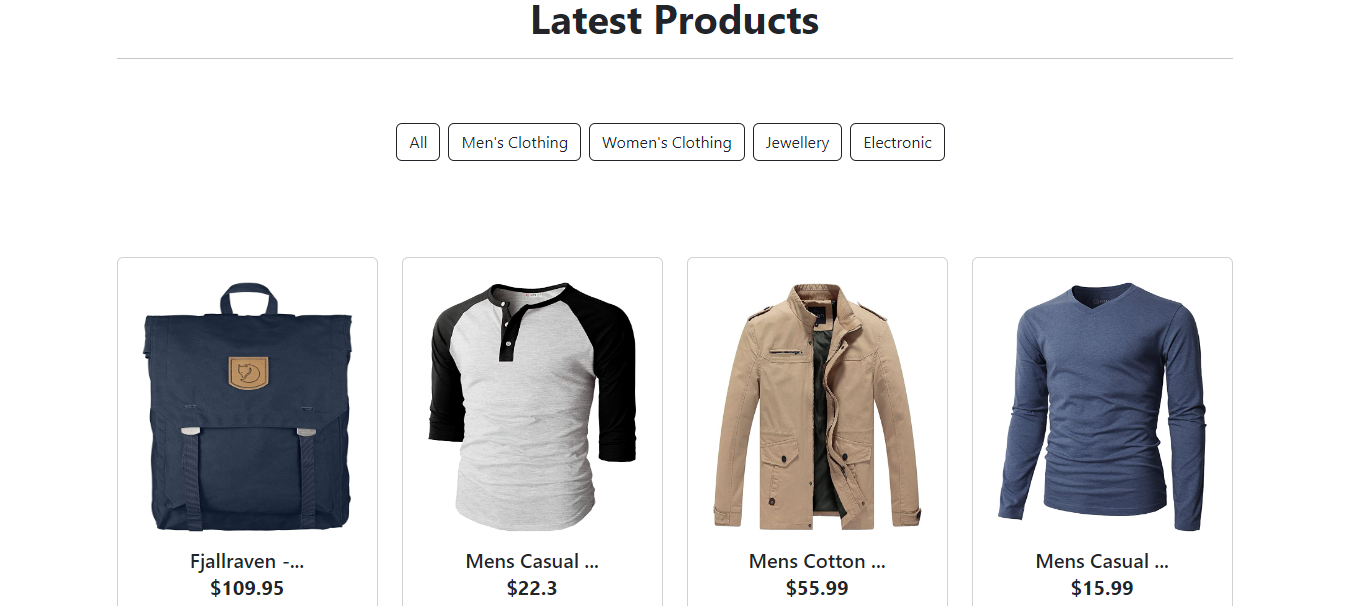 Latest Products
All Men's Clothing Women's Clothing Jewellery Electronic
Fjallraven -... Mens Casual ... Mens Cotton ... Mens Casual ...
$109.95 $22.3 $55.99 $15.99